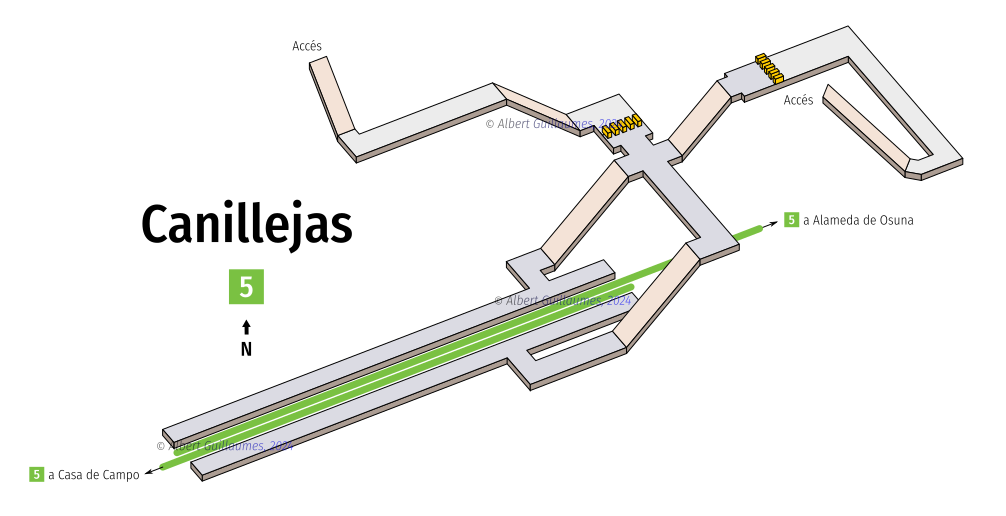 Accés
Accés
© Albert Guillaumes, 2024
Canillejas
5
N
5 a Alameda de Osuna
© Albert Guillaumes, 2024
© Albert Guillaumes, 2024
5 a Casa de Campo